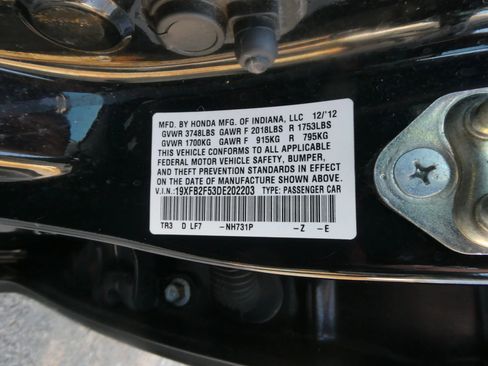 MFD. BY HONDA MFG. OF INDIANA, LLC 12/'12
GVWR 3748LBS GAWR F 2018LBS R 1753LBS
GVWR 1700KG GAWR F 915KG R 795KG
THIS VEHICLE CONFORMS TO ALL APPLICABLE
FEDERAL MOTOR VEHICLE SAFETY, BUMPER,
AND THEFT PREVENTION STANDARDS IN EFFECT
ON THE DATE OF MANUFACTURE SHOWN ABOVE.
V.I.N.:19XFB2F53DE202203 TYPE: PASSENGER CAR
TR3 D LF7 -NH731P -Z -E